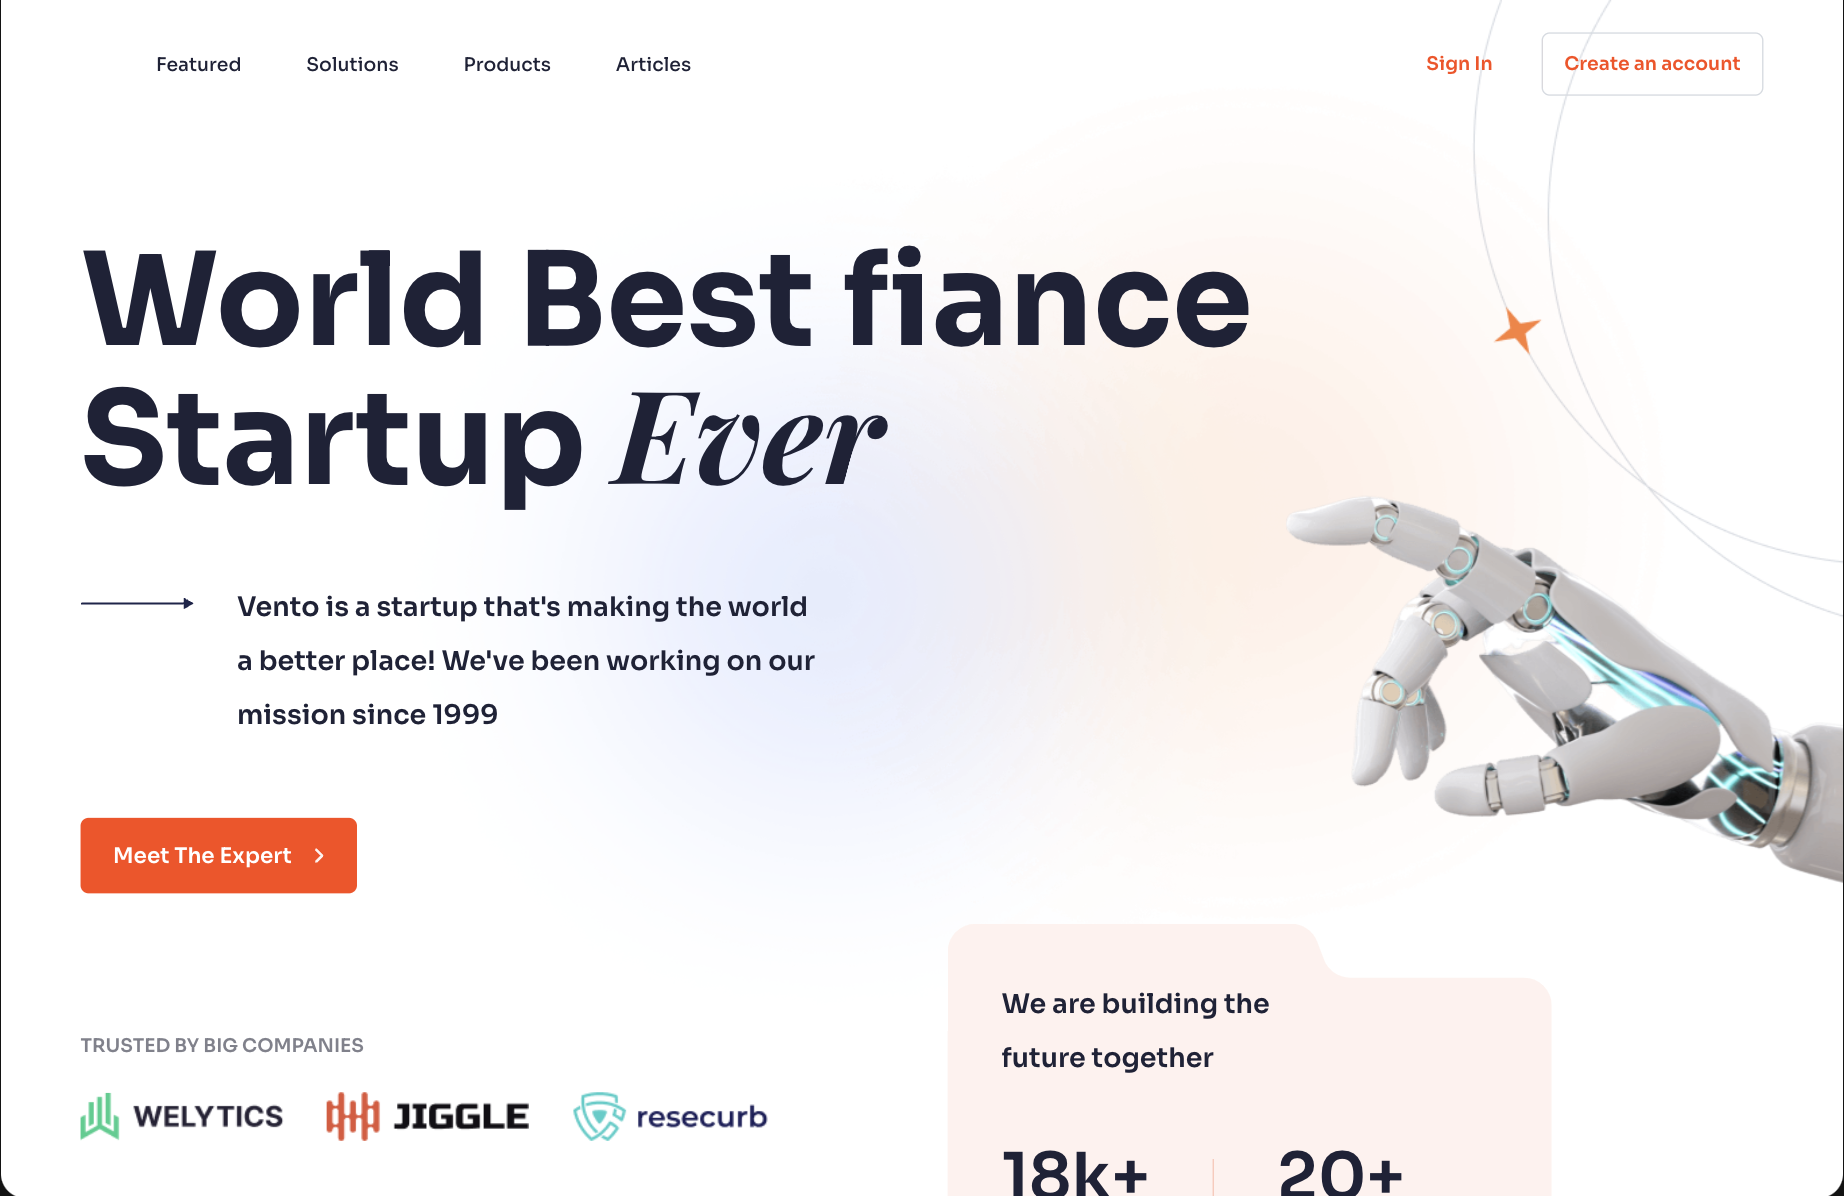 Featured Solutions Products Articles Sign In Create an account
World Best fiance
Startup Ever
Vento is a startup that's making the world
a better place! We've been working on our
mission since 1999
Meet The Expert
TRUSTED BY BIG COMPANIES
WELYTICS JIGGLE resecurb
We are building the
future together
18k+ 20+